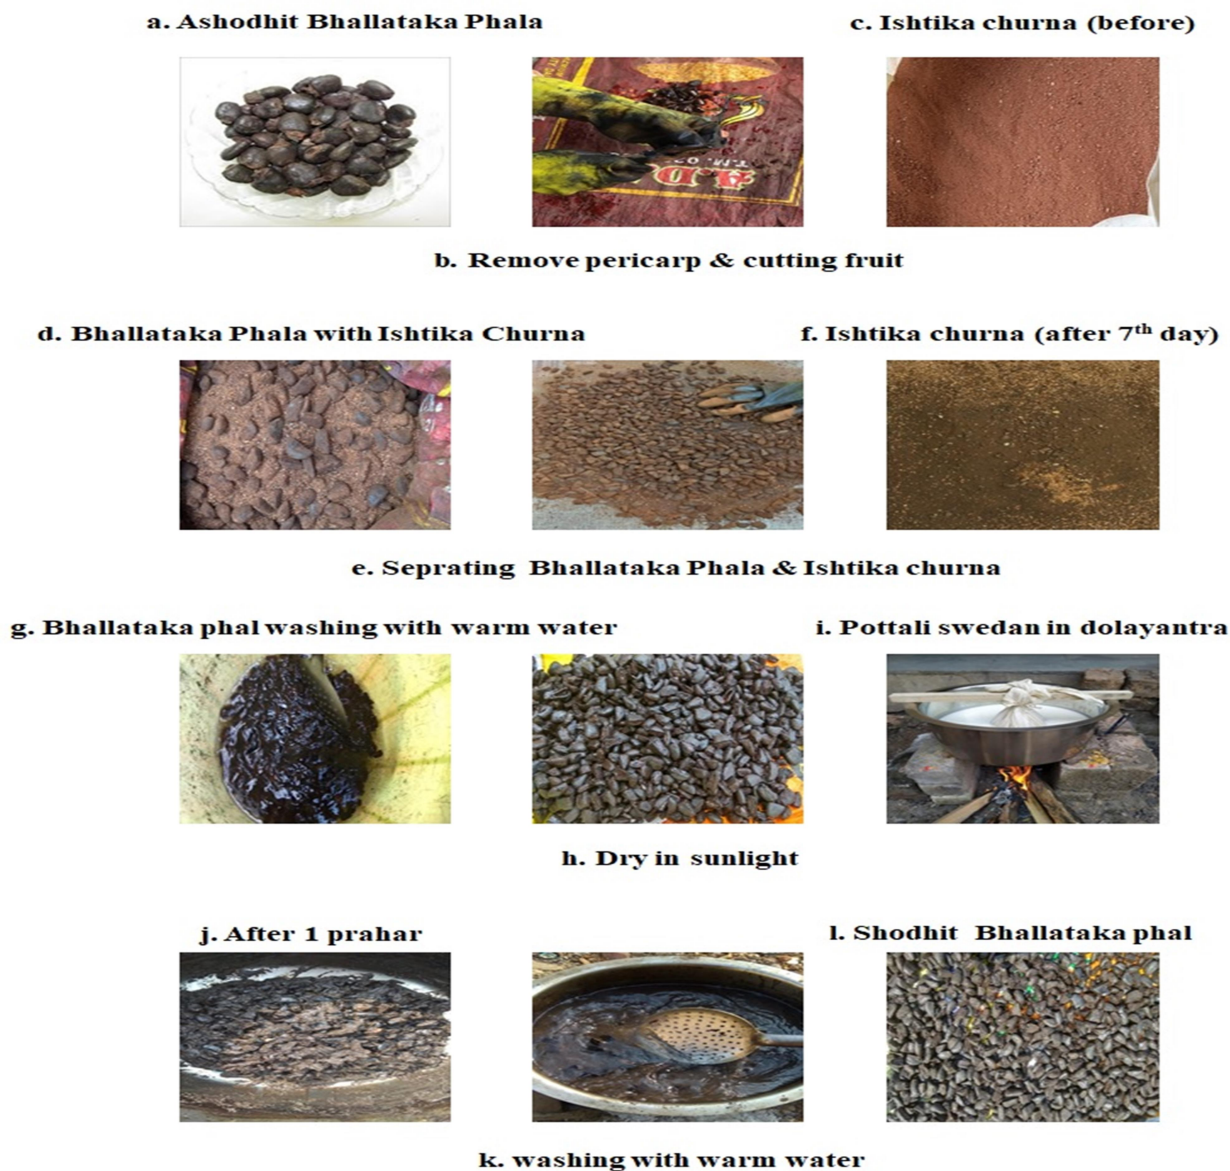 a. Ashodhit Bhallataka Phala
c. Ishtika churna (before)
b. Remove pericarp & cutting fruit
d. Bhallataka Phala with Ishtika Churna
f. Ishtika churna (after 7th day)
e. Seprating Bhallataka Phala & Ishtika churna
g. Bhallataka phal washing with warm water
i. Pottali swedan in dolayantra
h. Dry in sunlight
j. After 1 prahar
l. Shodhit Bhallataka phal
k. washing with warm water